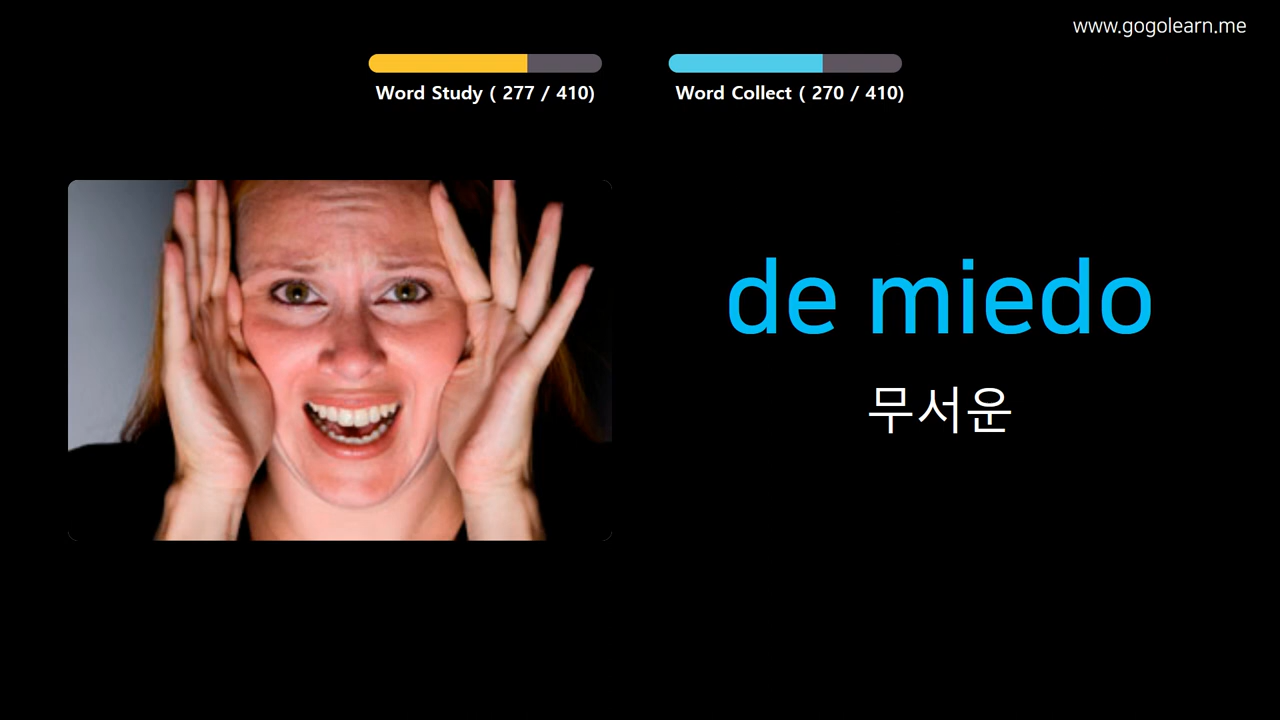 www.gogolearn.me
Word Study ( 277 / 410)
Word Collect ( 270 / 410)
de miedo
무서운